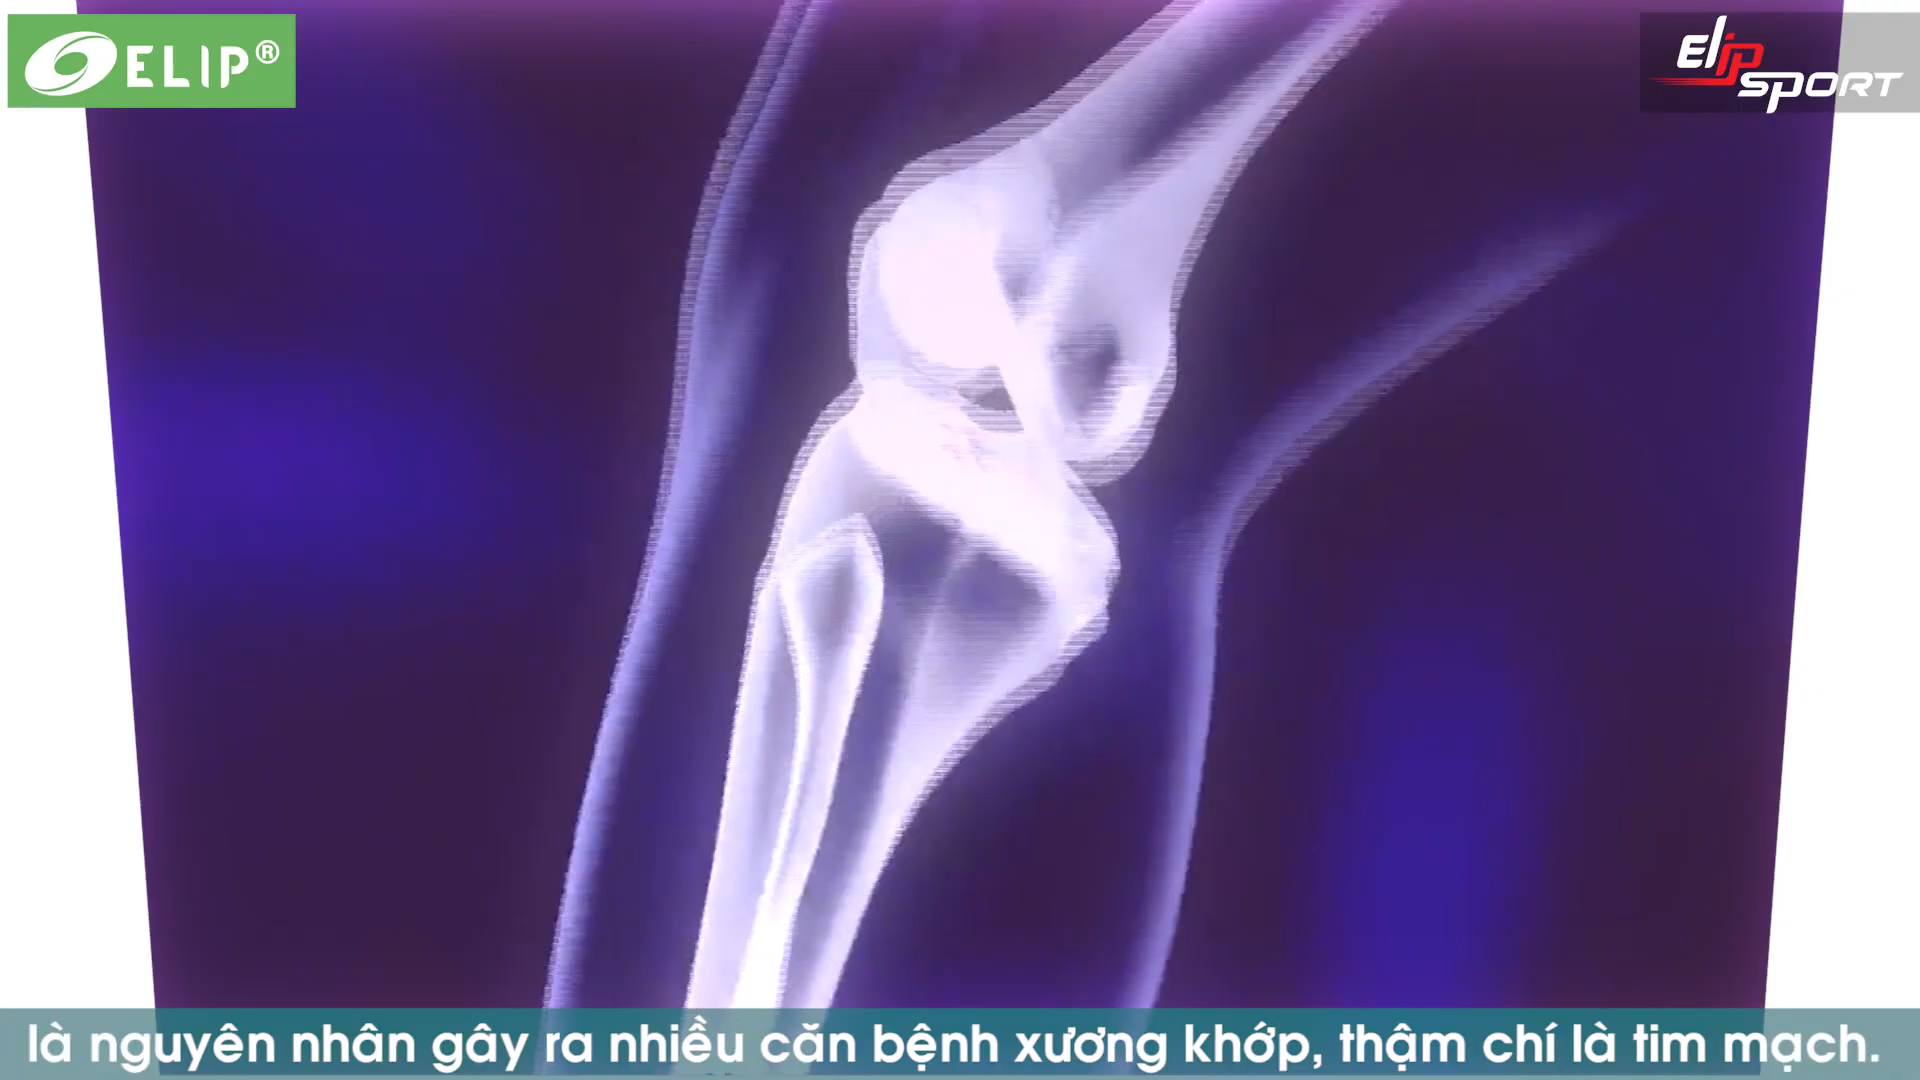 ELIP®
Elip
SPORT
là nguyên nhân gây ra nhiều căn bệnh xương khớp, thậm chí là tim mạch.